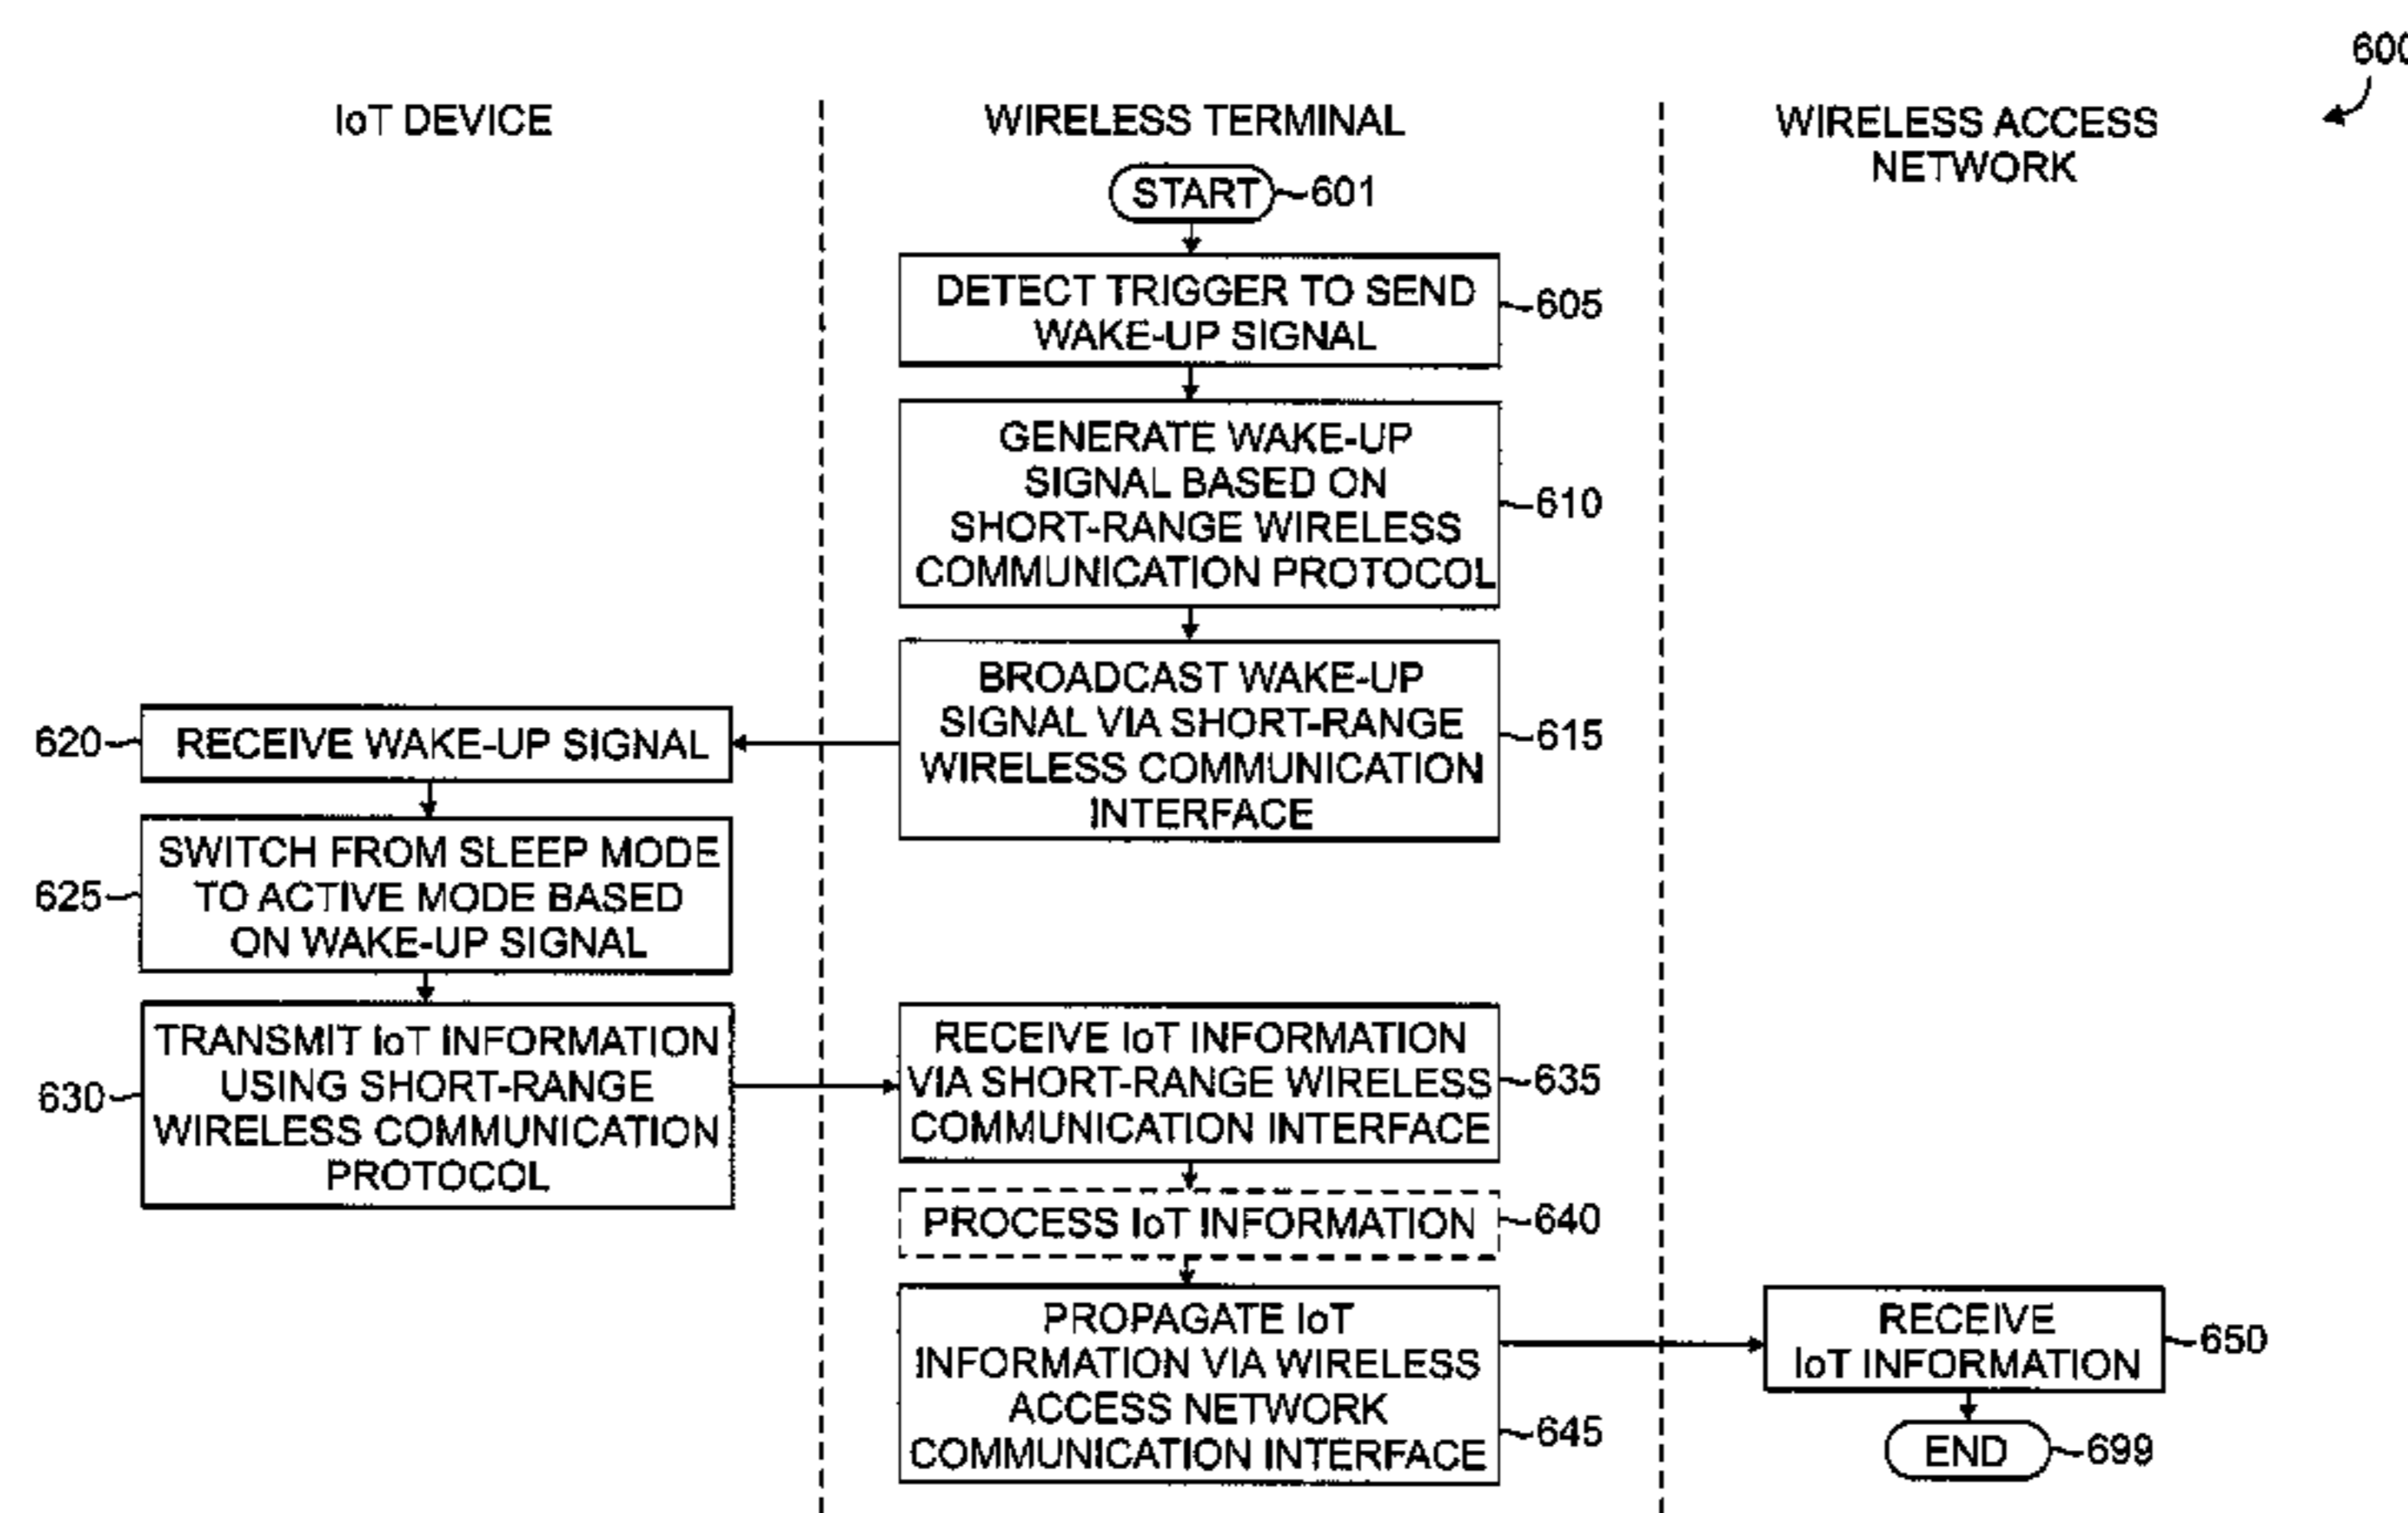 600
IoT DEVICE
WIRELESS TERMINAL
WIRELESS ACCESS
NETWORK
START
601
DETECT TRIGGER TO SEND
WAKE-UP SIGNAL
605
GENERATE WAKE-UP
SIGNAL BASED ON
SHORT-RANGE WIRELESS
COMMUNICATION PROTOCOL
610
BROADCAST WAKE-UP
SIGNAL VIA SHORT-RANGE
WIRELESS COMMUNICATION
INTERFACE
615
620
RECEIVE WAKE-UP SIGNAL
625
SWITCH FROM SLEEP MODE
TO ACTIVE MODE BASED
ON WAKE-UP SIGNAL
630
TRANSMIT IoT INFORMATION
USING SHORT-RANGE
WIRELESS COMMUNICATION
PROTOCOL
RECEIVE IoT INFORMATION
VIA SHORT-RANGE WIRELESS
COMMUNICATION INTERFACE
635
PROCESS IoT INFORMATION
640
PROPAGATE IoT
INFORMATION VIA WIRELESS
ACCESS NETWORK
COMMUNICATION INTERFACE
645
RECEIVE
IoT INFORMATION
650
END
699